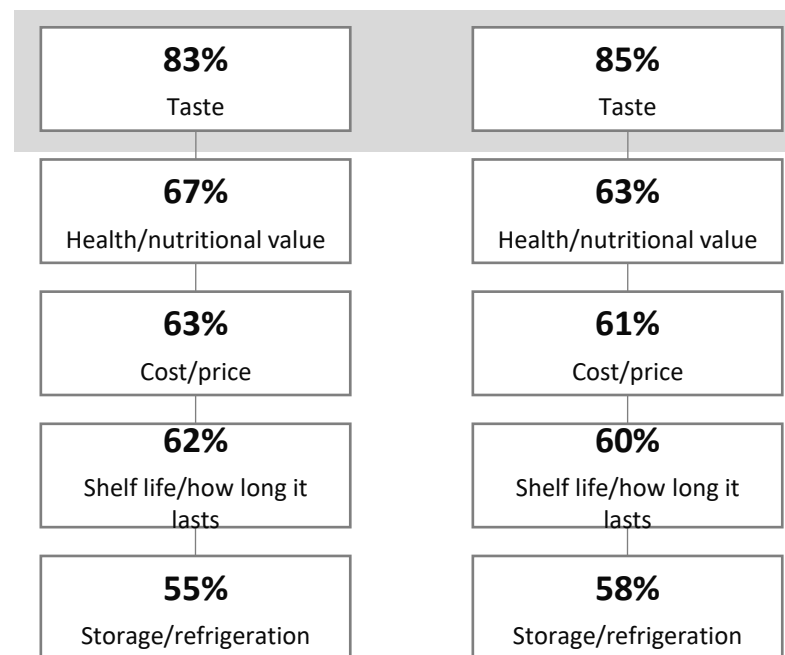 83%
Taste
67%
Health/nutritional value
63%
Cost/price
62%
Shelf life/how long it
lasts
55%
Storage/refrigeration
85%
Taste
63%
Health/nutritional value
61%
Cost/price
60%
Shelf life/how long it
lasts
58%
Storage/refrigeration